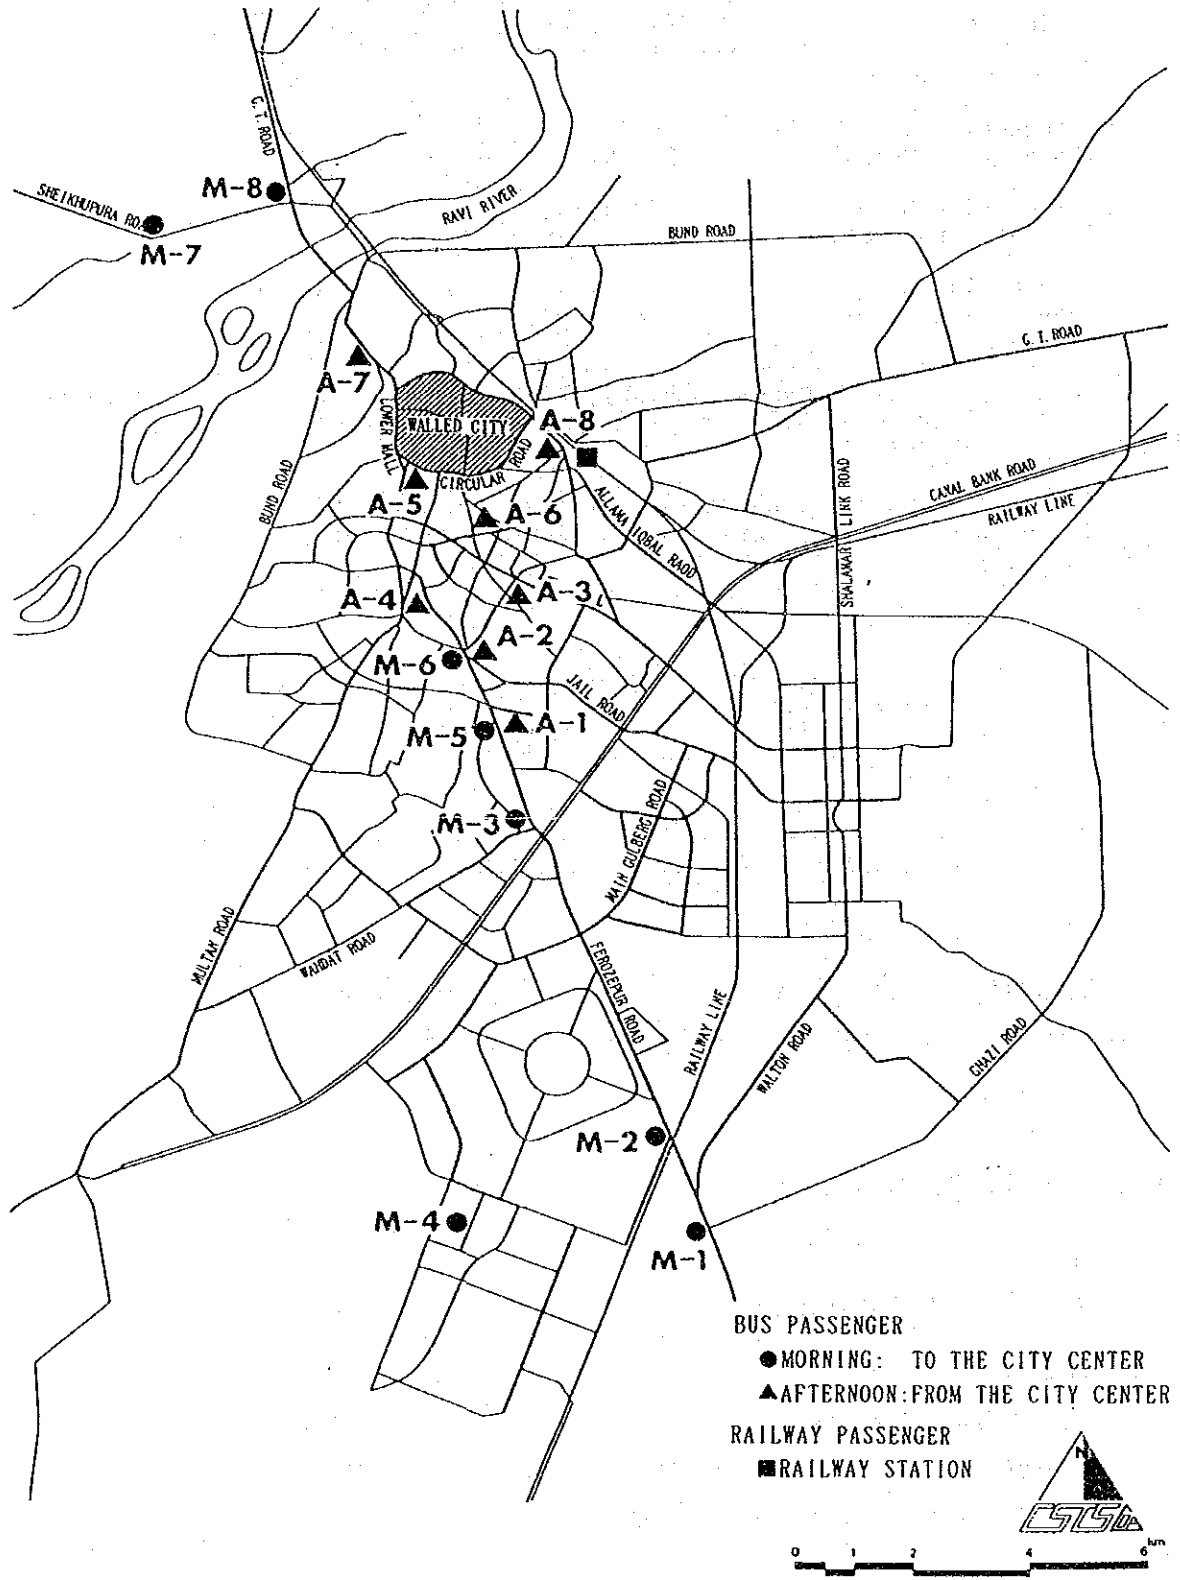 G. T. ROAD
M-8
SHEIKHUPURA RO
M-7
RAVI RIVER
BUND ROAD
G. T. ROAD
A-7
LOWER MALL
WALLED CITY
A-8
CIRCULAR ROAD
BUND ROAD
A-5
A-6
ALLAMA IQBAL RAOD
CANAL BANK ROAD
RAILWAY LINE
SHALAMAR LINK ROAD
A-4
A-3
A-2
M-6
JAIL ROAD
A-1
M-5
M-3
MAIN GULBERG ROAD
MULTAN ROAD
WAHDAT ROAD
FEROZEPUR ROAD
RAILWAY LINE
WALTON ROAD
GHAZI ROAD
M-2
M-4
M-1
BUS PASSENGER
MORNING: TO THE CITY CENTER
AFTERNOON:FROM THE CITY CENTER
RAILWAY PASSENGER
RAILWAY STATION
N
0 1 2 4 6 km